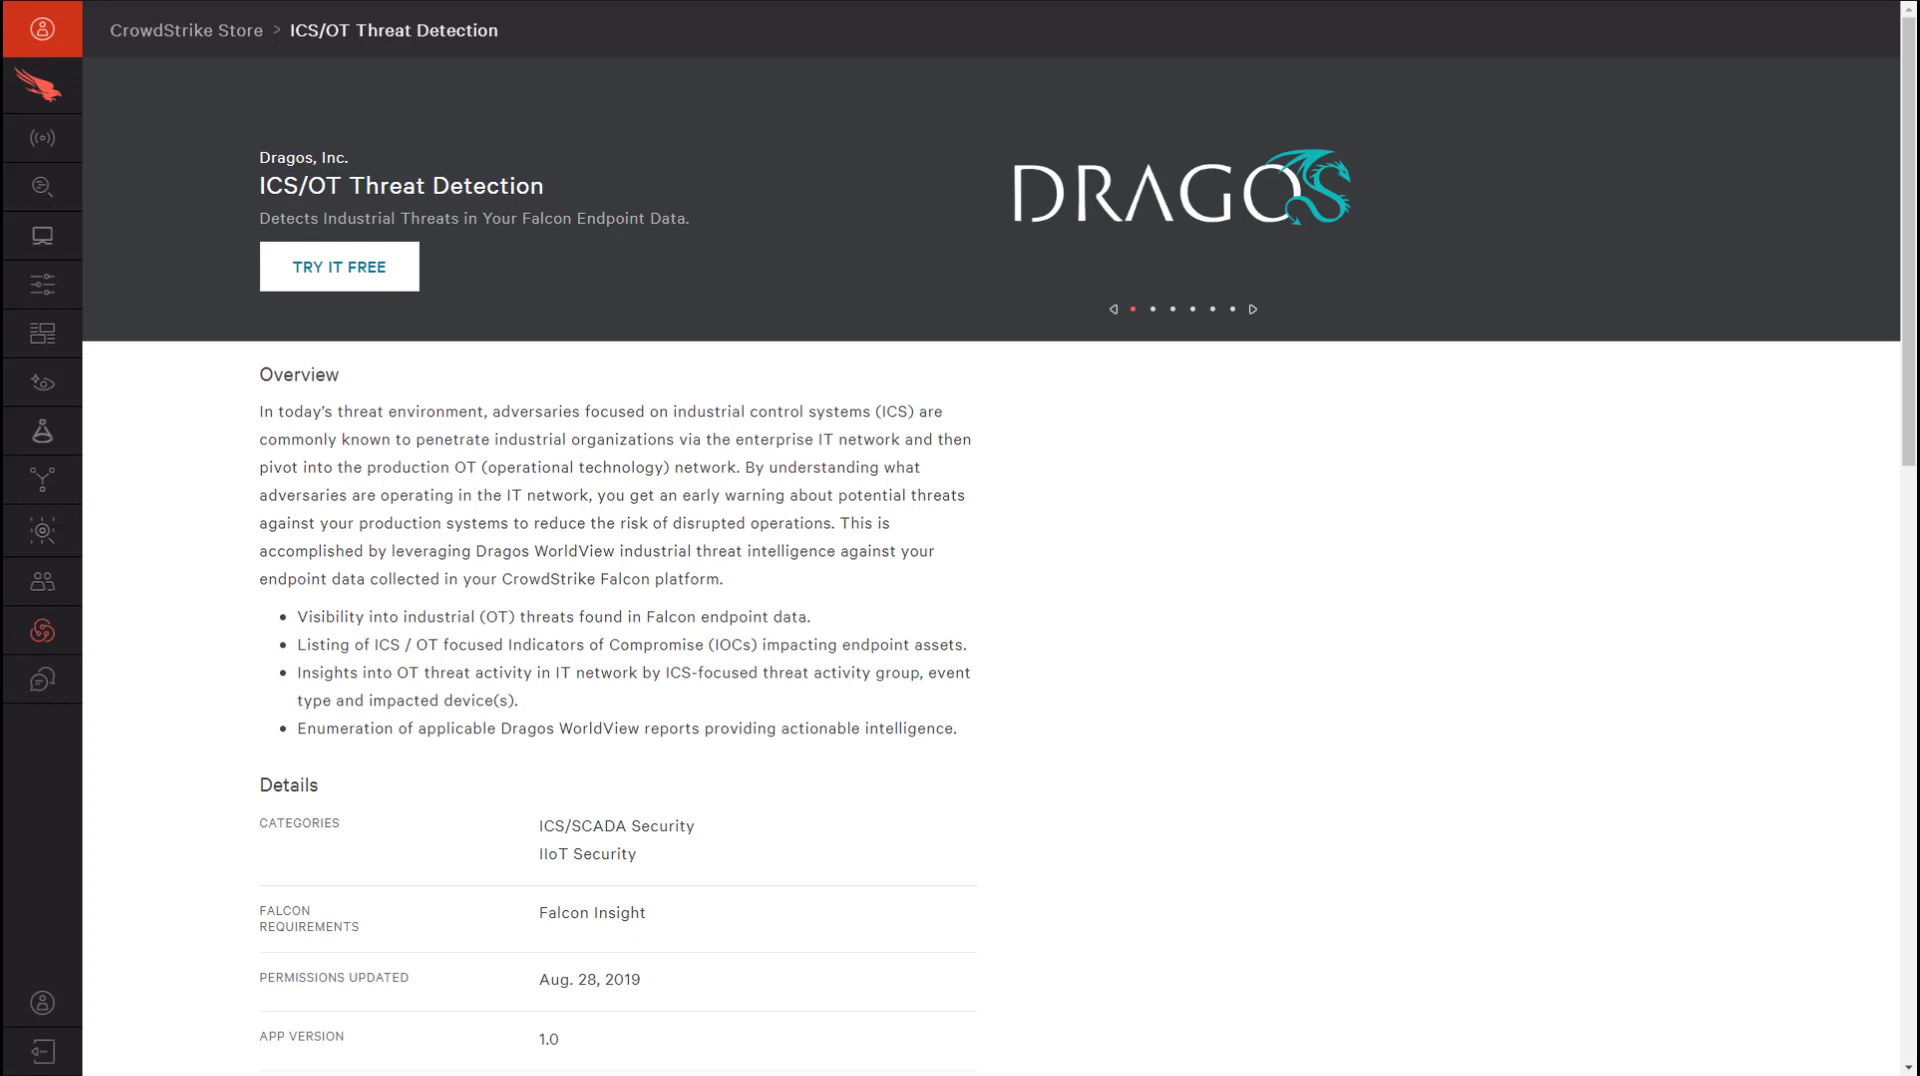 CrowdStrike Store > ICS/OT Threat Detection
Dragos, Inc.
ICS/OT Threat Detection
Detects Industrial Threats in Your Falcon Endpoint Data.
TRY IT FREE
DRAGOS
Overview
In today’s threat environment, adversaries focused on industrial control systems (ICS) are
commonly known to penetrate industrial organizations via the enterprise IT network and then
pivot into the production OT (operational technology) network. By understanding what
adversaries are operating in the IT network, you get an early warning about potential threats
against your production systems to reduce the risk of disrupted operations. This is
accomplished by leveraging Dragos WorldView industrial threat intelligence against your
endpoint data collected in your CrowdStrike Falcon platform.
• Visibility into industrial (OT) threats found in Falcon endpoint data.
• Listing of ICS / OT focused Indicators of Compromise (IOCs) impacting endpoint assets.
• Insights into OT threat activity in IT network by ICS-focused threat activity group, event
type and impacted device(s).
• Enumeration of applicable Dragos WorldView reports providing actionable intelligence.
Details
CATEGORIES
ICS/SCADA Security
IIoT Security
FALCON
REQUIREMENTS
Falcon Insight
PERMISSIONS UPDATED
Aug. 28, 2019
APP VERSION
1.0